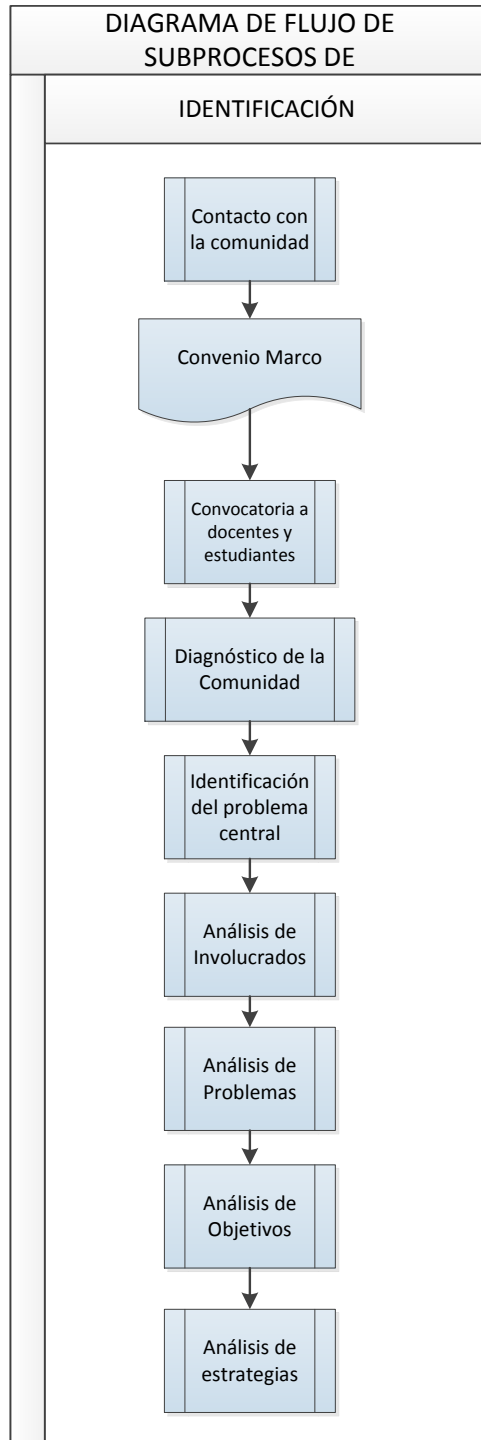 DIAGRAMA DE FLUJO DE
SUBPROCESOS DE
IDENTIFICACIÓN
Contacto con
la comunidad
Convenio Marco
Convocatoria a
docentes y
estudiantes
Diagnóstico de la
Comunidad
Identificación
del problema
central
Análisis de
Involucrados
Análisis de
Problemas
Análisis de
Objetivos
Análisis de
estrategias